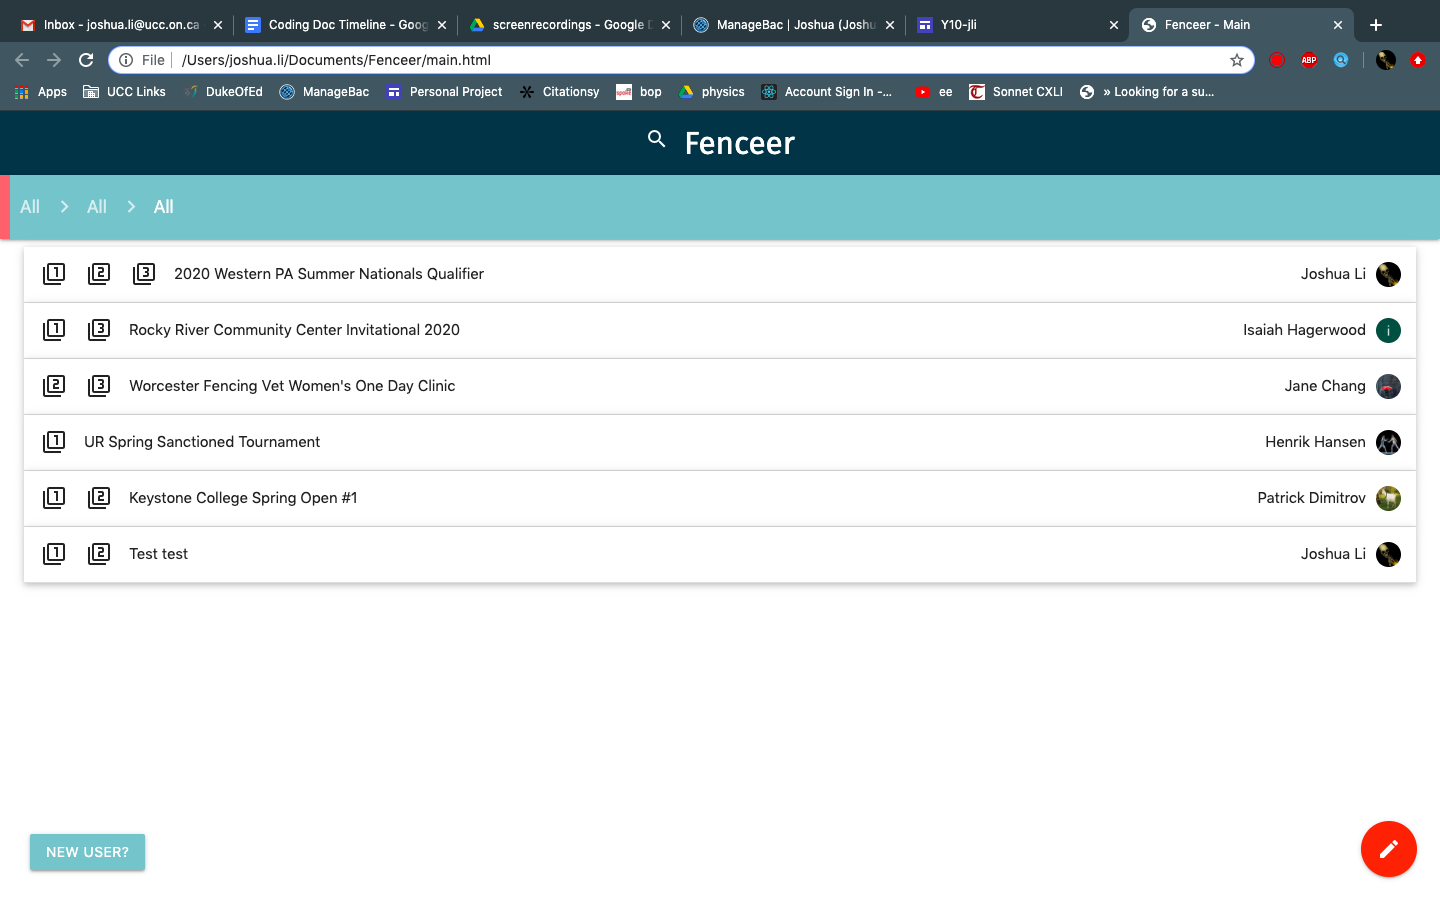 Inbox - joshua.li@ucc.on.ca
Coding Doc Timeline - Goog
screenrecordings - Google D
ManageBac | Joshua (Joshu
Y10-jli
Fenceer - Main
File /Users/joshua.li/Documents/Fenceer/main.html
ABP
Apps UCC Links DukeOfEd ManageBac Personal Project Citationsy bop physics Account Sign In -... ee Sonnet CXLI » Looking for a su...
Fenceer
All All All
1 2 3 2020 Western PA Summer Nationals Qualifier Joshua Li
1 3 Rocky River Community Center Invitational 2020 Isaiah Hagerwood i
2 3 Worcester Fencing Vet Women's One Day Clinic Jane Chang
1 UR Spring Sanctioned Tournament Henrik Hansen
1 2 Keystone College Spring Open #1 Patrick Dimitrov
1 2 Test test Joshua Li
NEW USER?